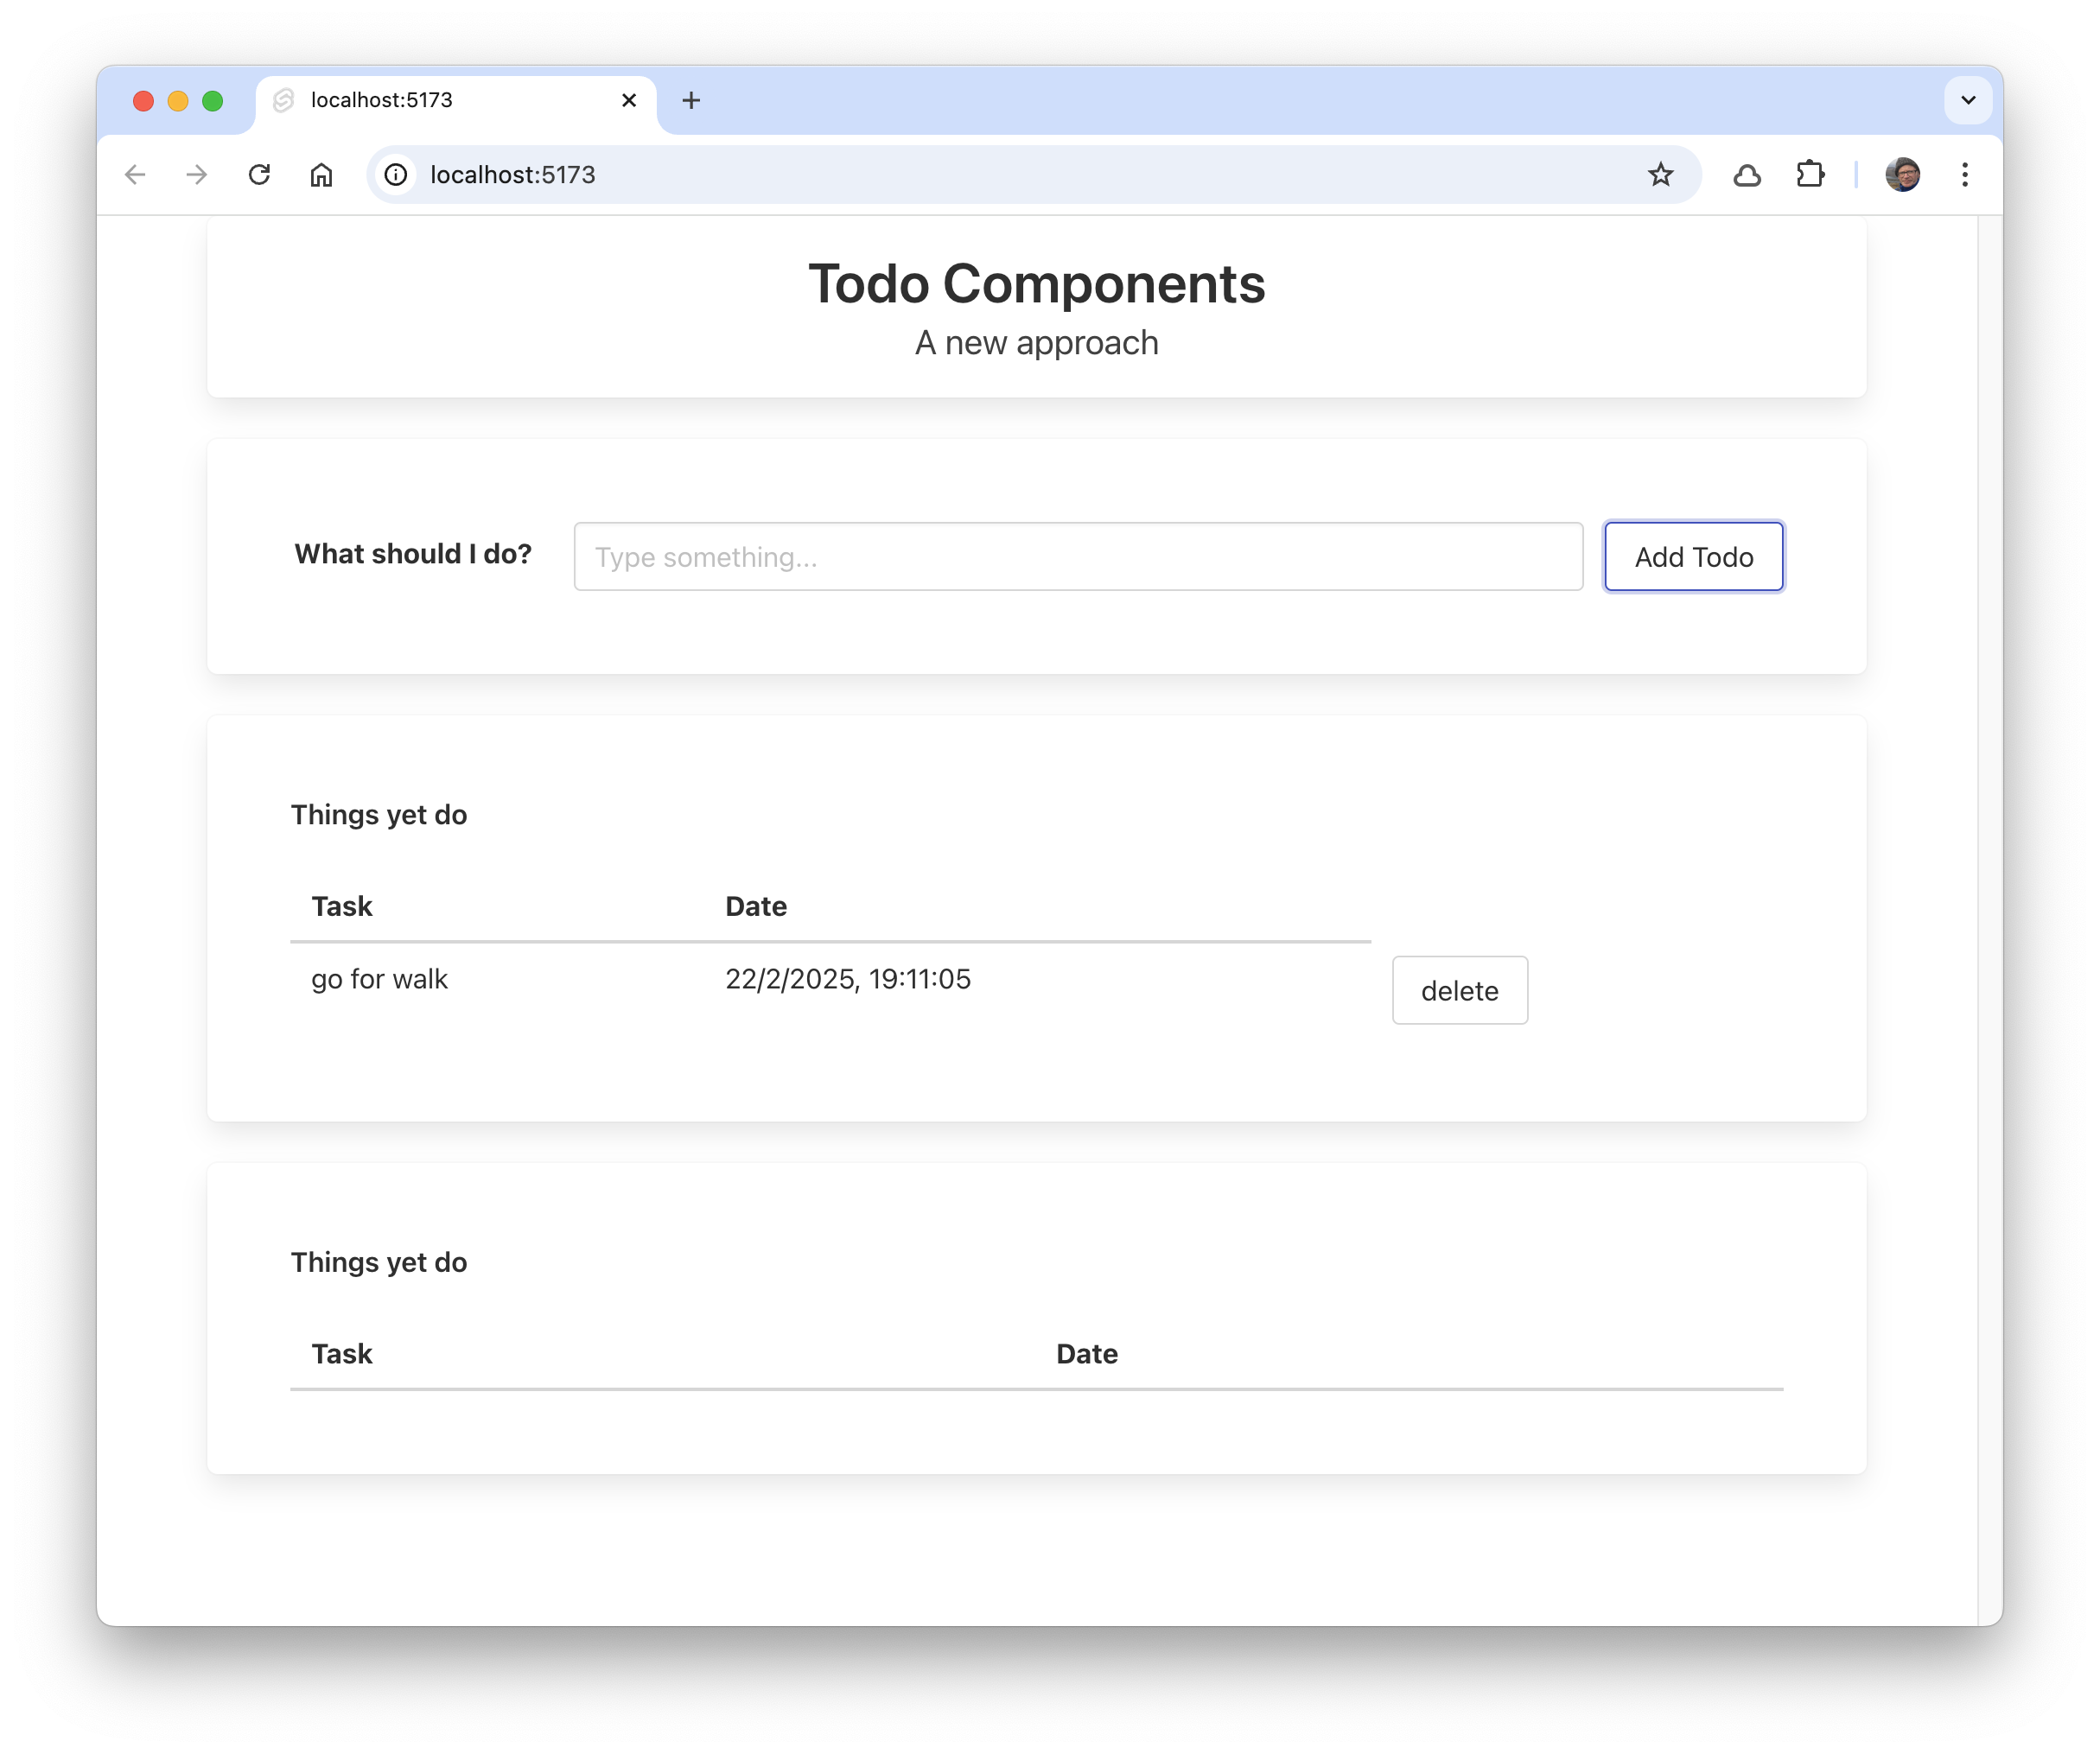 localhost:5173
localhost:5173
Todo Components
A new approach
What should I do?
Type something...
Add Todo
Things yet do
Task Date
go for walk 22/2/2025, 19:11:05 delete
Things yet do
Task Date